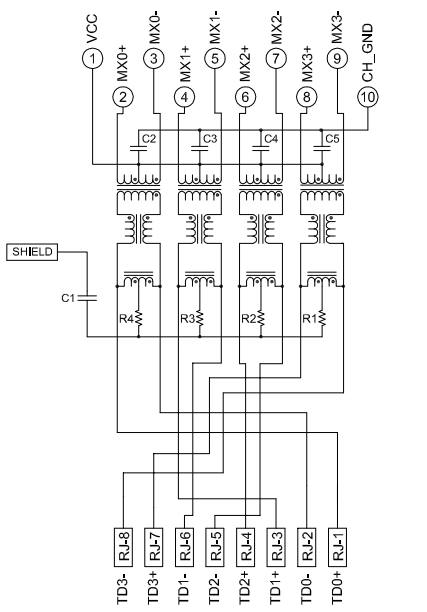 VCC
MX0+
MX0-
MX1+
MX1-
MX2+
MX2-
MX3+
MX3-
CH_GND
1
2
3
4
5
6
7
8
9
10
C2
C3
C4
C5
SHIELD
C1
R4
R3
R2
R1
RJ-8
RJ-7
RJ-6
RJ-5
RJ-4
RJ-3
RJ-2
RJ-1
TD3-
TD3+
TD1-
TD2-
TD2+
TD1+
TD0-
TD0+